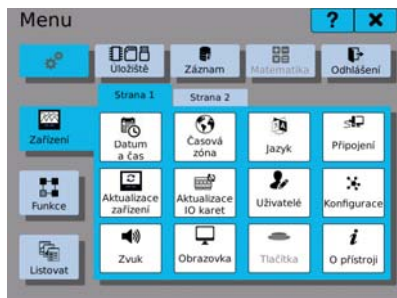 Menu
?
X
Úložiště
Záznam
Matematika
Odhlášení
Strana 1
Strana 2
Zařízení
Datum
a čas
Časová
zóna
Jazyk
Připojení
Funkce
Aktualizace
zařízení
Aktualizace
IO karet
Uživatelé
Konfigurace
Listovat
Zvuk
Obrazovka
Tlačítka
O přístroji